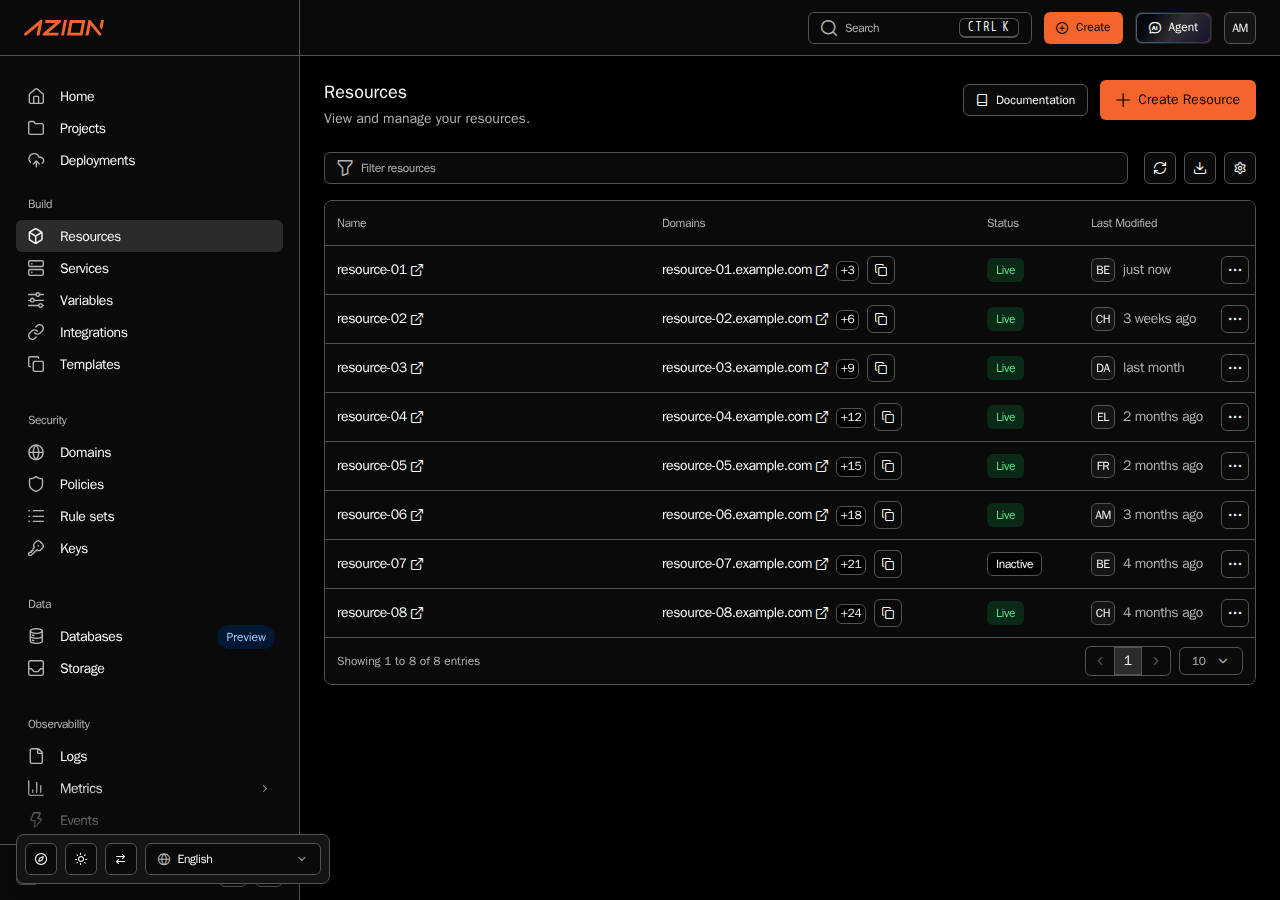 AZION
Search
CTRL K
Create
Agent
AM
Home
Projects
Deployments
Build
Resources
Services
Variables
Integrations
Templates
Security
Domains
Policies
Rule sets
Keys
Data
Databases
Preview
Storage
Observability
Logs
Metrics
Events
English
Resources
View and manage your resources.
Documentation
Create Resource
Filter resources
Name Domains Status Last Modified
resource-01 resource-01.example.com +3 Live BE just now
resource-02 resource-02.example.com +6 Live CH 3 weeks ago
resource-03 resource-03.example.com +9 Live DA last month
resource-04 resource-04.example.com +12 Live EL 2 months ago
resource-05 resource-05.example.com +15 Live FR 2 months ago
resource-06 resource-06.example.com +18 Live AM 3 months ago
resource-07 resource-07.example.com +21 Inactive BE 4 months ago
resource-08 resource-08.example.com +24 Live CH 4 months ago
Showing 1 to 8 of 8 entries
1
10